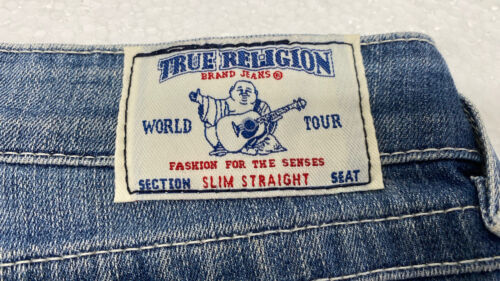 TRUE RELIGION
BRAND JEANS®
WORLD TOUR
FASHION FOR THE SENSES
SECTION SLIM STRAIGHT SEAT